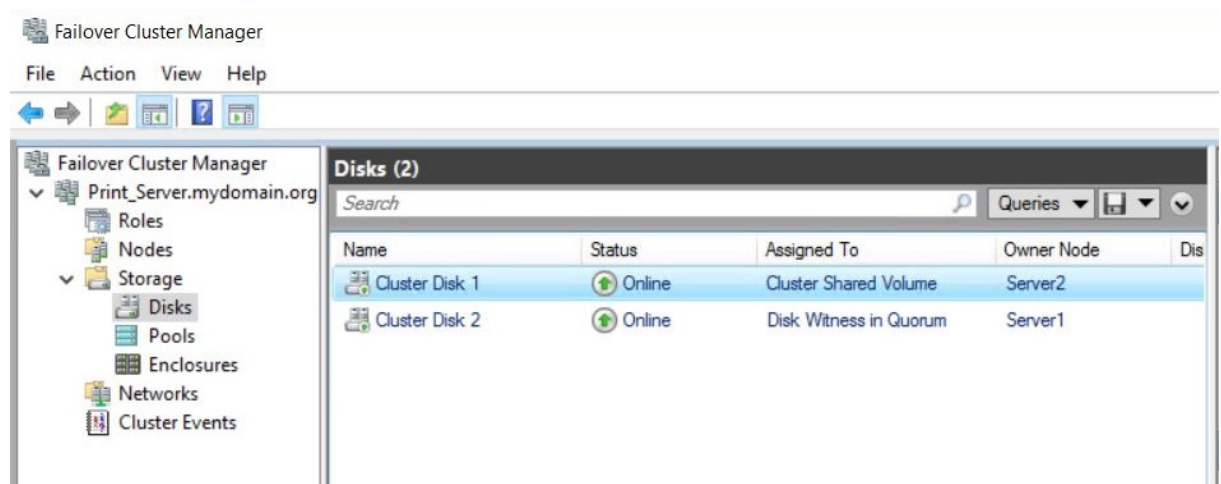 Failover Cluster Manager
File Action View Help
Failover Cluster Manager
Print_Server.mydomain.org
Roles
Nodes
Storage
Disks
Pools
Enclosures
Networks
Cluster Events
Disks (2)
Search
Queries
Name Status Assigned To Owner Node Dis
Cluster Disk 1 Online Cluster Shared Volume Server2
Cluster Disk 2 Online Disk Witness in Quorum Server1